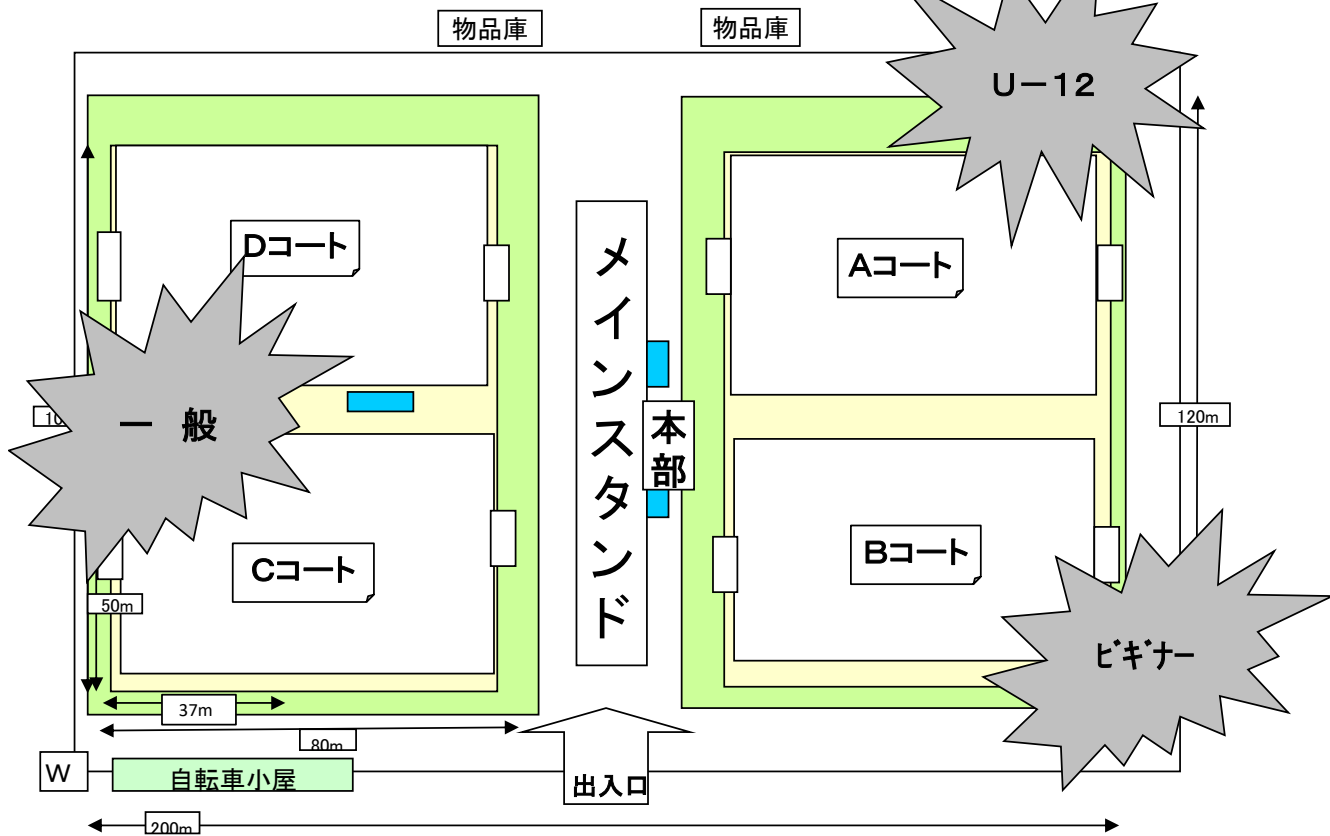 物品庫
物品庫
U－12
Dコート
Aコート
メインスタンド
一 般
本部
120m
Cコート
Bコート
50m
ビギナー
37m
80m
W
自転車小屋
出入口
200m